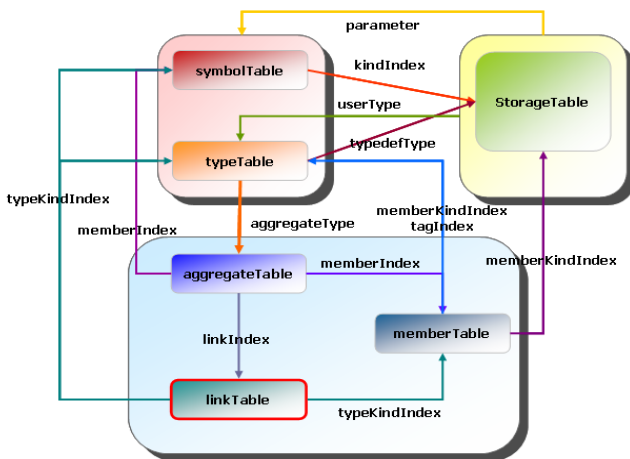 parameter
symbolTable
kindIndex
StorageTable
userType
typeTable
typedefType
typeKindIndex
memberIndex
aggregateType
memberKindIndex
tagIndex
aggregateTable
memberIndex
memberKindIndex
linkIndex
memberTable
linkTable
typeKindIndex